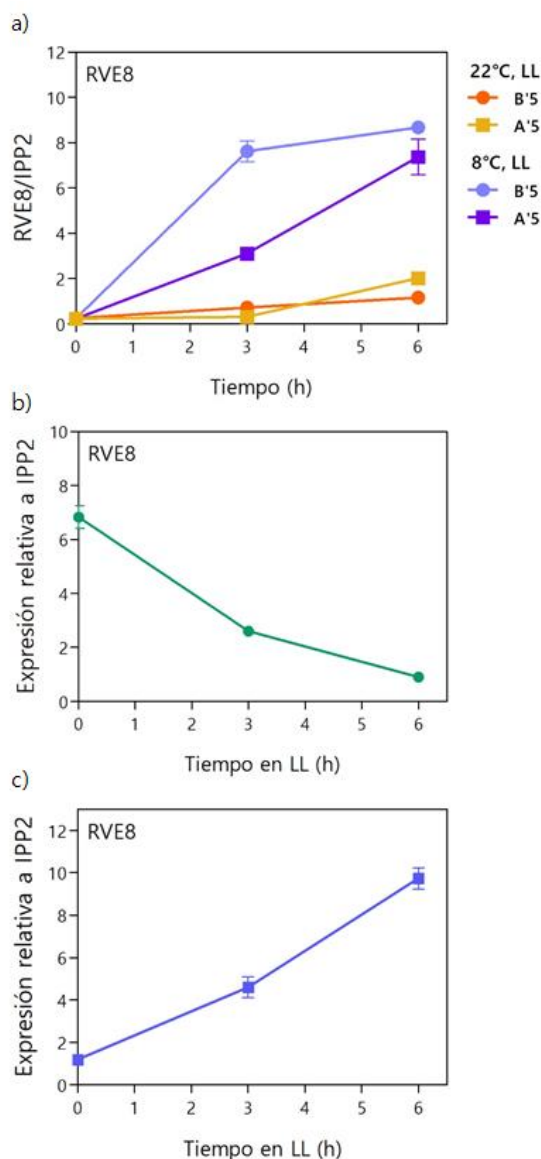 a)
RVE8
RVE8/IPP2
12
10
8
6
4
2
0
0 1 2 3 4 5 6
Tiempo (h)
22°C, LL
B'5
A'5
8°C, LL
B'5
A'5
b)
RVE8
Expresión relativa a IPP2
10
8
6
4
2
0
0 1 2 3 4 5 6
Tiempo en LL (h)
c)
RVE8
Expresión relativa a IPP2
12
10
8
6
4
2
0
0 1 2 3 4 5 6
Tiempo en LL (h)